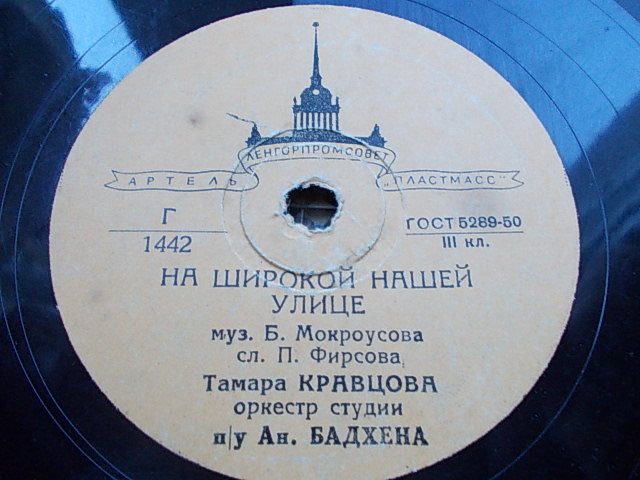 ЛЕНГОРПРОМСОВЕТ
АРТЕЛЬ „ПЛАСТМАСС"
Г
1442
ГОСТ 5289-50
III кл.
НА ШИРОКОЙ НАШЕЙ
УЛИЦЕ
муз. Б. Мокроусова
сл. П. Фирсова
Тамара КРАВЦОВА
оркестр студии
п/у Ан. БАДХЕНА